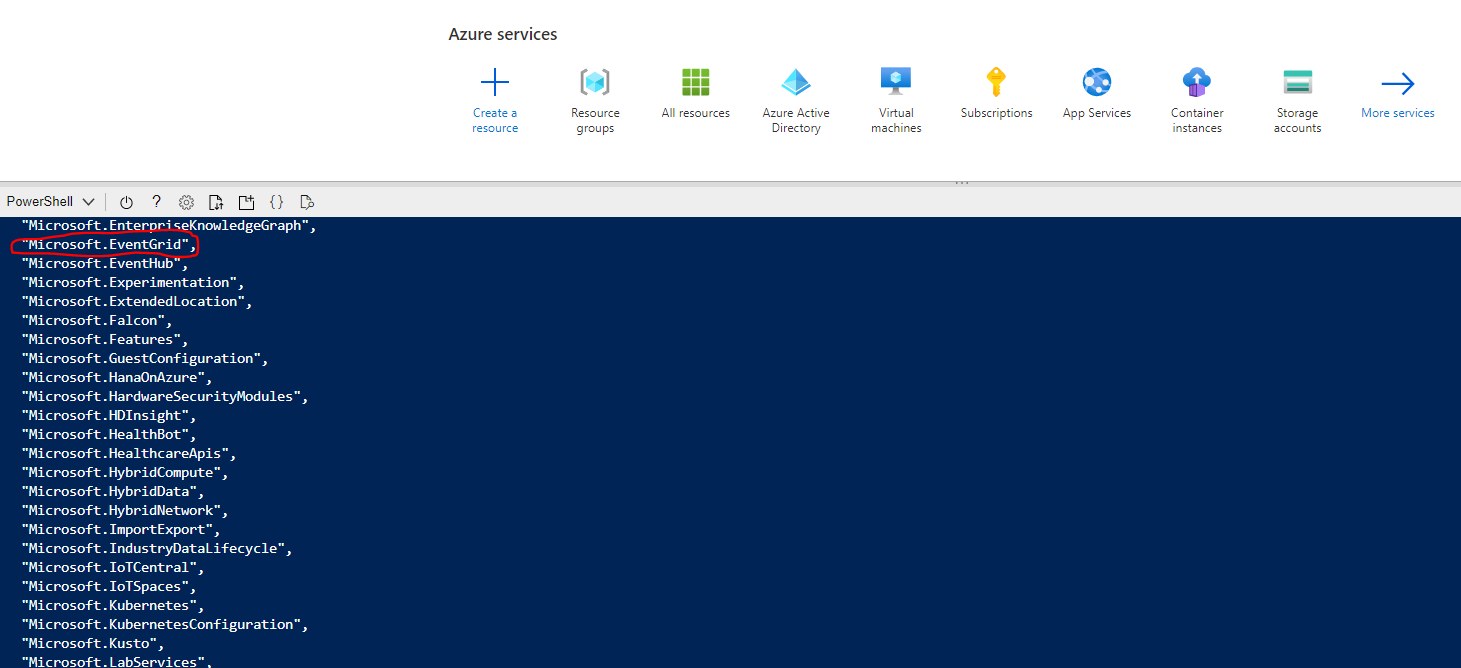 Azure services
Create a
resource
Resource
groups
All resources
Azure Active
Directory
Virtual
machines
Subscriptions
App Services
Container
instances
Storage
accounts
More services
PowerShell
"Microsoft.EnterpriseKnowledgeGraph",
"Microsoft.EventGrid",
"Microsoft.EventHub",
"Microsoft.Experimentation",
"Microsoft.ExtendedLocation",
"Microsoft.Falcon",
"Microsoft.Features",
"Microsoft.GuestConfiguration",
"Microsoft.HanaOnAzure",
"Microsoft.HardwareSecurityModules",
"Microsoft.HDInsight",
"Microsoft.HealthBot",
"Microsoft.HealthcareApis",
"Microsoft.HybridCompute",
"Microsoft.HybridData",
"Microsoft.HybridNetwork",
"Microsoft.ImportExport",
"Microsoft.IndustryDataLifecycle",
"Microsoft.IoTCentral",
"Microsoft.IoTSpaces",
"Microsoft.Kubernetes",
"Microsoft.KubernetesConfiguration",
"Microsoft.Kusto",
"Microsoft.LabServices",